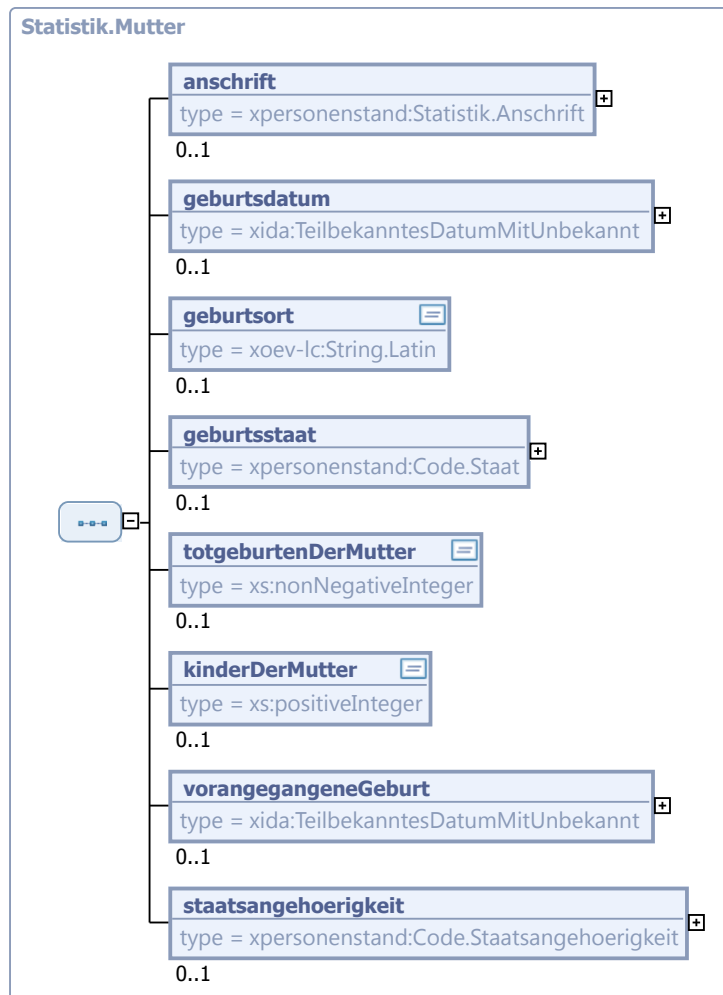 Statistik.Mutter
anschrift
type = xpersonenstand:Statistik.Anschrift
0..1
geburtsdatum
type = xida:TeilbekanntesDatumMitUnbekannt
0..1
geburtsort
type = xoev-lc:String.Latin
0..1
geburtsstaat
type = xpersonenstand:Code.Staat
0..1
totgeburtenDerMutter
type = xs:nonNegativeInteger
0..1
kinderDerMutter
type = xs:positiveInteger
0..1
vorangegangeneGeburt
type = xida:TeilbekanntesDatumMitUnbekannt
0..1
staatsangehoerigkeit
type = xpersonenstand:Code.Staatsangehoerigkeit
0..1